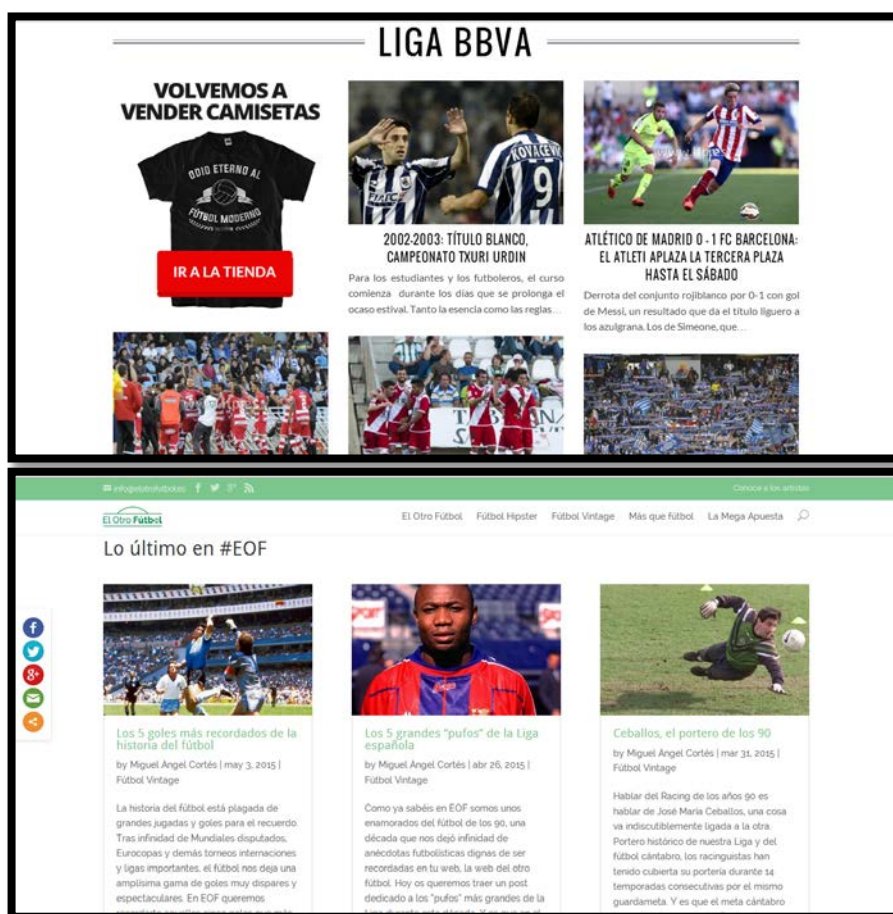 LIGA BBVA
VOLVEMOS A
VENDER CAMISETAS
ODIO ETERNO AL
FÚTBOL MODERNO
IR A LA TIENDA
KOVACEVIC
9
2002-2003: TÍTULO BLANCO,
CAMPEONATO TXURI URDIN
Para los estudiantes y los futboleros, el curso
comienza durante los días que se prolonga el
ocaso estival. Tanto la esencia como las reglas...
ATLÉTICO DE MADRID 0 - 1 FC BARCELONA:
EL ATLETI APLAZA LA TERCERA PLAZA
HASTA EL SÁBADO
Derrota del conjunto rojiblanco por 0-1 con gol
de Messi, un resultado que da el título liguero a
los azulgrana. Los de Simeone, que...
info@elotrofutbol.es
Conoce a los artistas
El Otro Fútbol
El Otro Fútbol Fútbol Hipster Fútbol Vintage Más que fútbol La Mega Apuesta
Lo último en #EOF
Los 5 goles más recordados de la
historia del fútbol
by Miguel Angel Cortés | may 3, 2015 |
Fútbol Vintage
La historia del fútbol está plagada de
grandes jugadas y goles para el recuerdo.
Tras infinidad de Mundiales disputados,
Eurocopas y demás torneos internaciones
y ligas importantes, el fútbol nos deja una
amplísima gama de goles muy dispares y
espectaculares. En EOF queremos
Los 5 grandes "pufos" de la Liga
española
by Miguel Angel Cortés | abr 26, 2015 |
Fútbol Vintage
Como ya sabéis en EOF somos unos
enamorados del fútbol de los 90, una
década que nos dejó infinidad de
anécdotas futbolísticas dignas de ser
recordadas en tu web, la web del otro
fútbol. Hoy os queremos traer un post
dedicado a los "pufos" más grandes de la
Ceballos, el portero de los 90
by Miguel Angel Cortés | mar 31, 2015 |
Fútbol Vintage
Hablar del Racing de los años 90 es
hablar de José María Ceballos, una cosa
va indiscutiblemente ligada a la otra.
Portero histórico de nuestra Liga y del
fútbol cántabro, los racinguistas han
tenido cubierta su portería durante 14
temporadas consecutivas por el mismo
guardameta. Y es que el meta cántabro